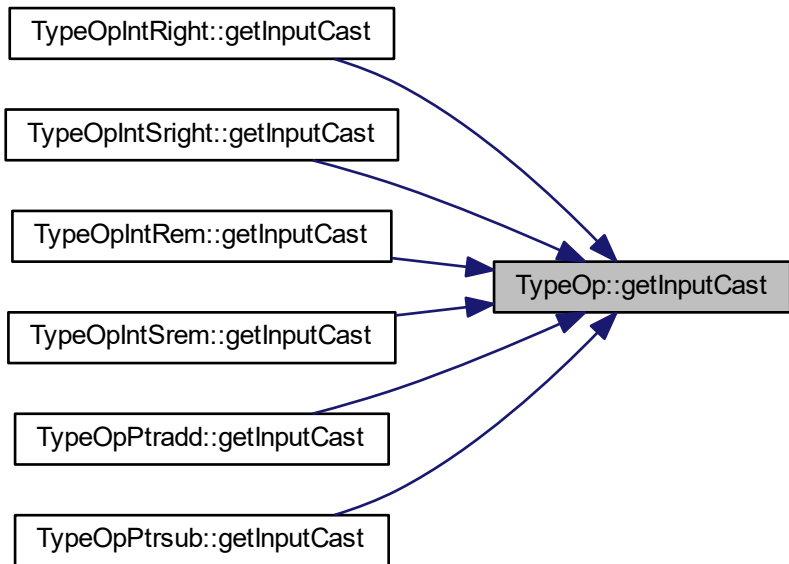 TypeOpIntRight::getInputCast
TypeOpIntSright::getInputCast
TypeOpIntRem::getInputCast
TypeOp::getInputCast
TypeOpIntSrem::getInputCast
TypeOpPtradd::getInputCast
TypeOpPtrsub::getInputCast